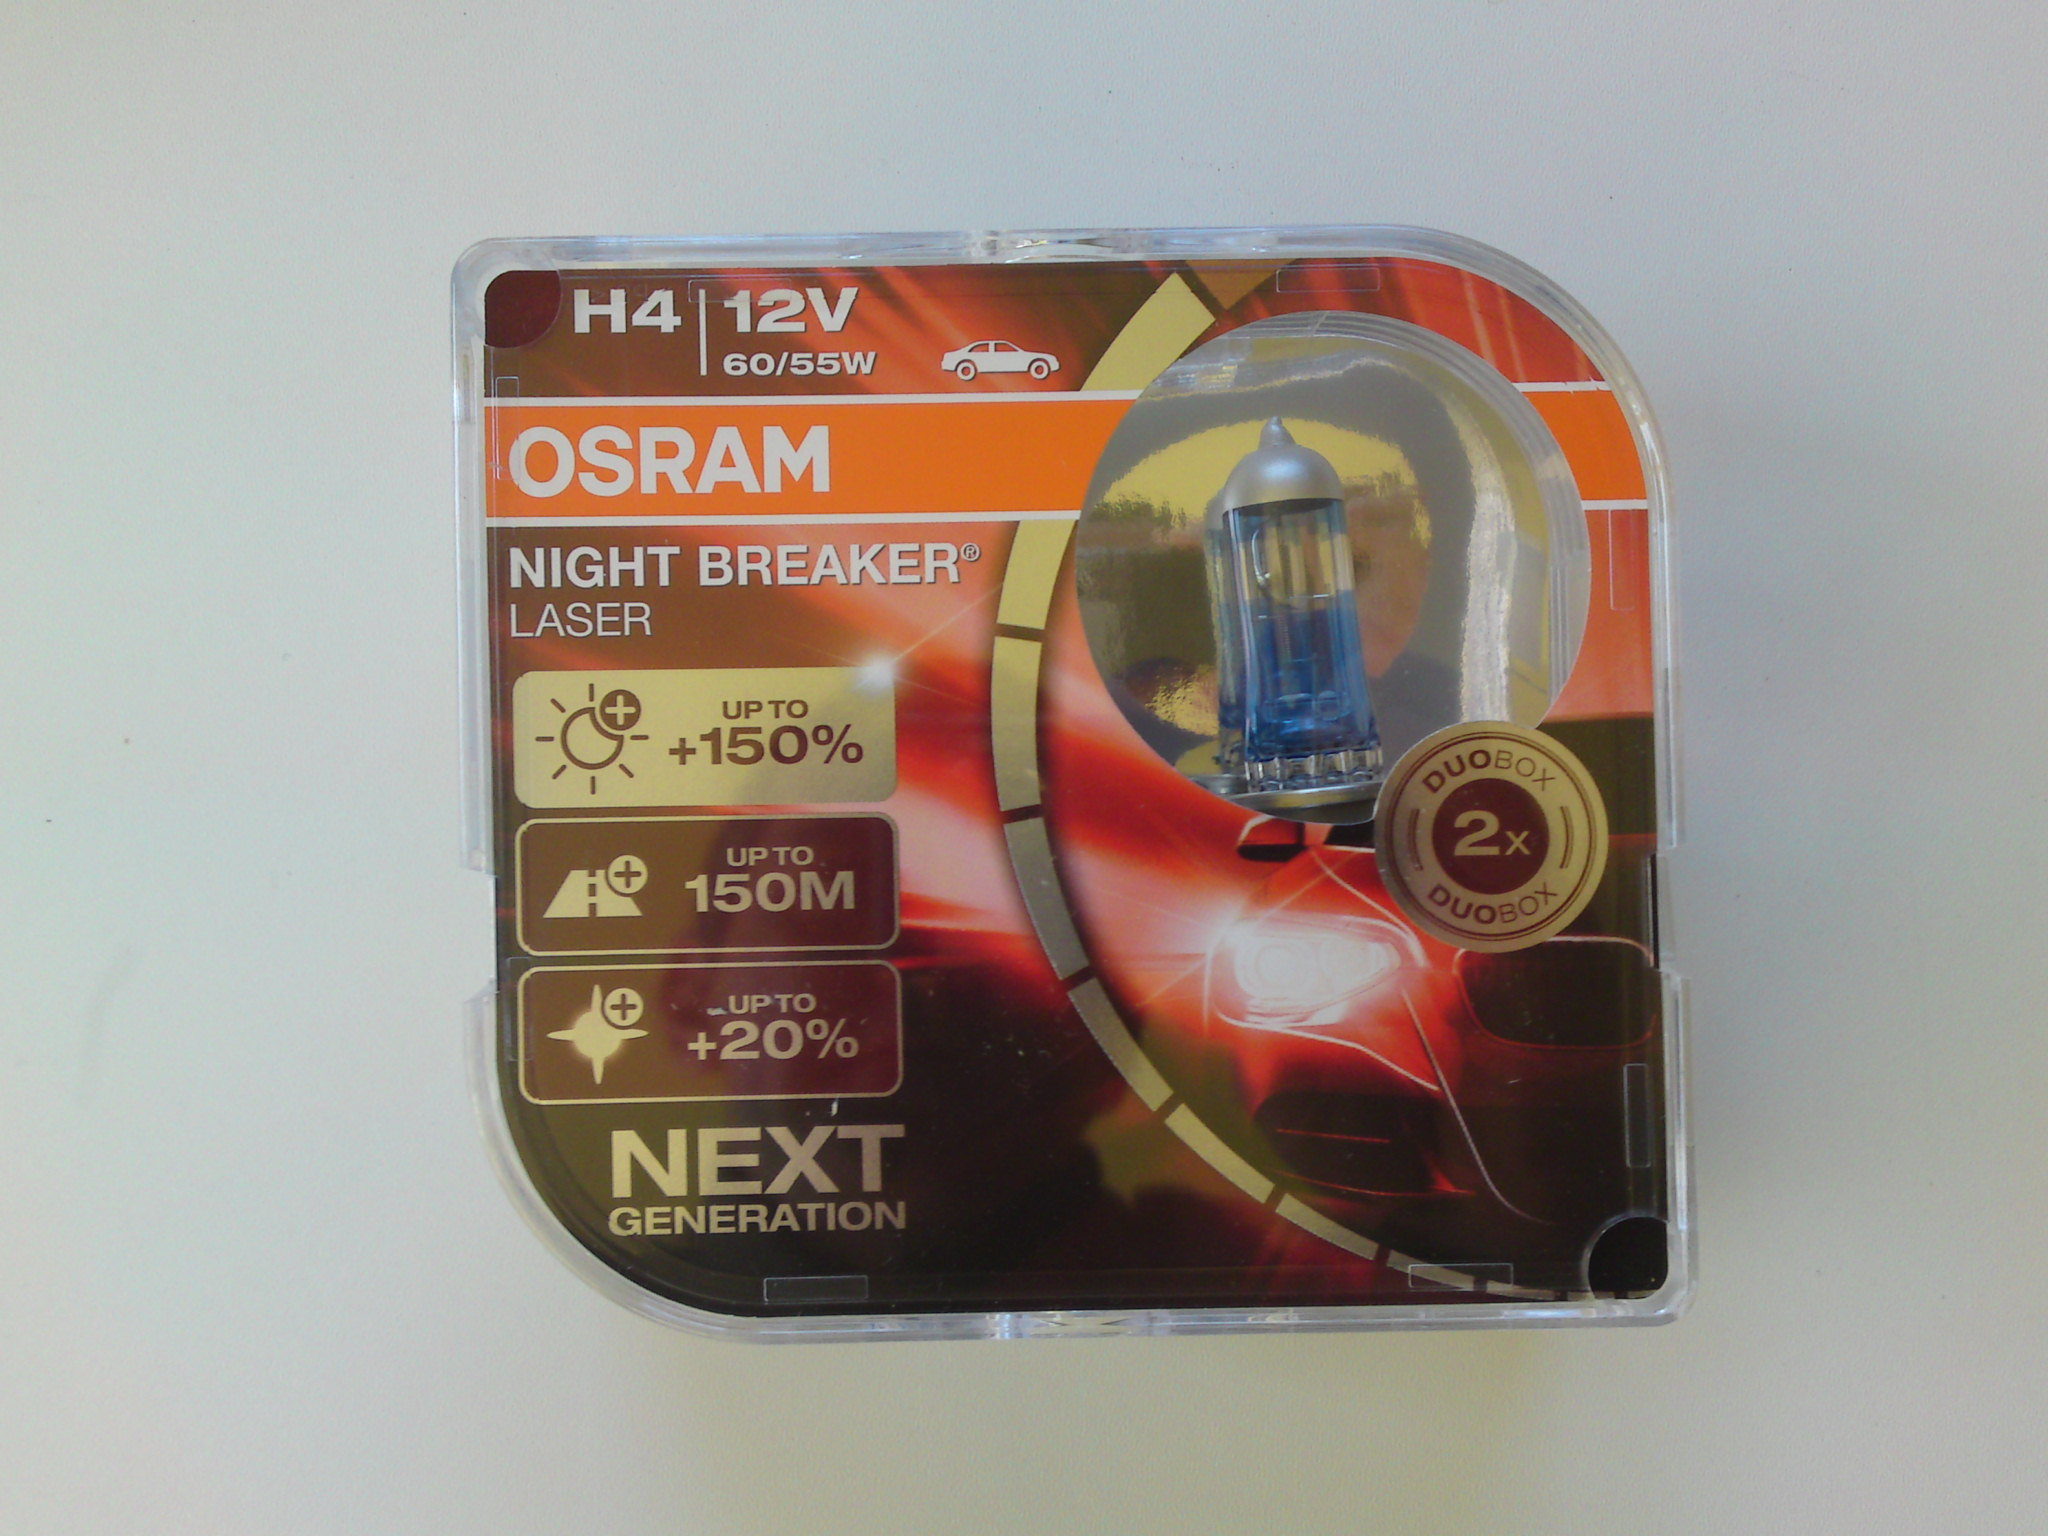 H4 | 12V
60/55W
OSRAM
NIGHT BREAKER®
LASER
UP TO
+150%
UP TO
150M
UP TO
+20%
NEXT
GENERATION
DUOBOX
2x
DUOBOX